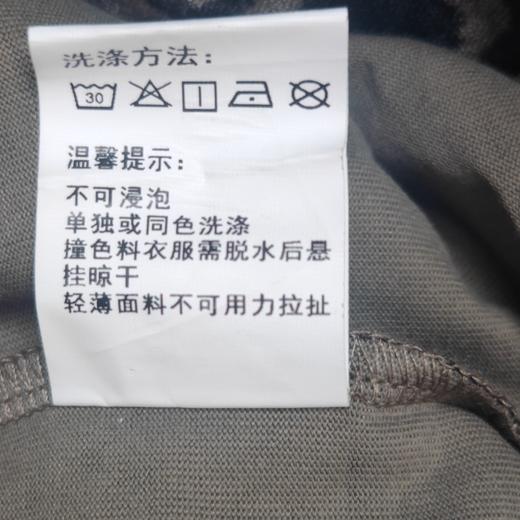 洗涤方法：
30
温馨提示：
不可浸泡
单独或同色洗涤
撞色料衣服需脱水后悬
挂晾干
轻薄面料不可用力拉扯